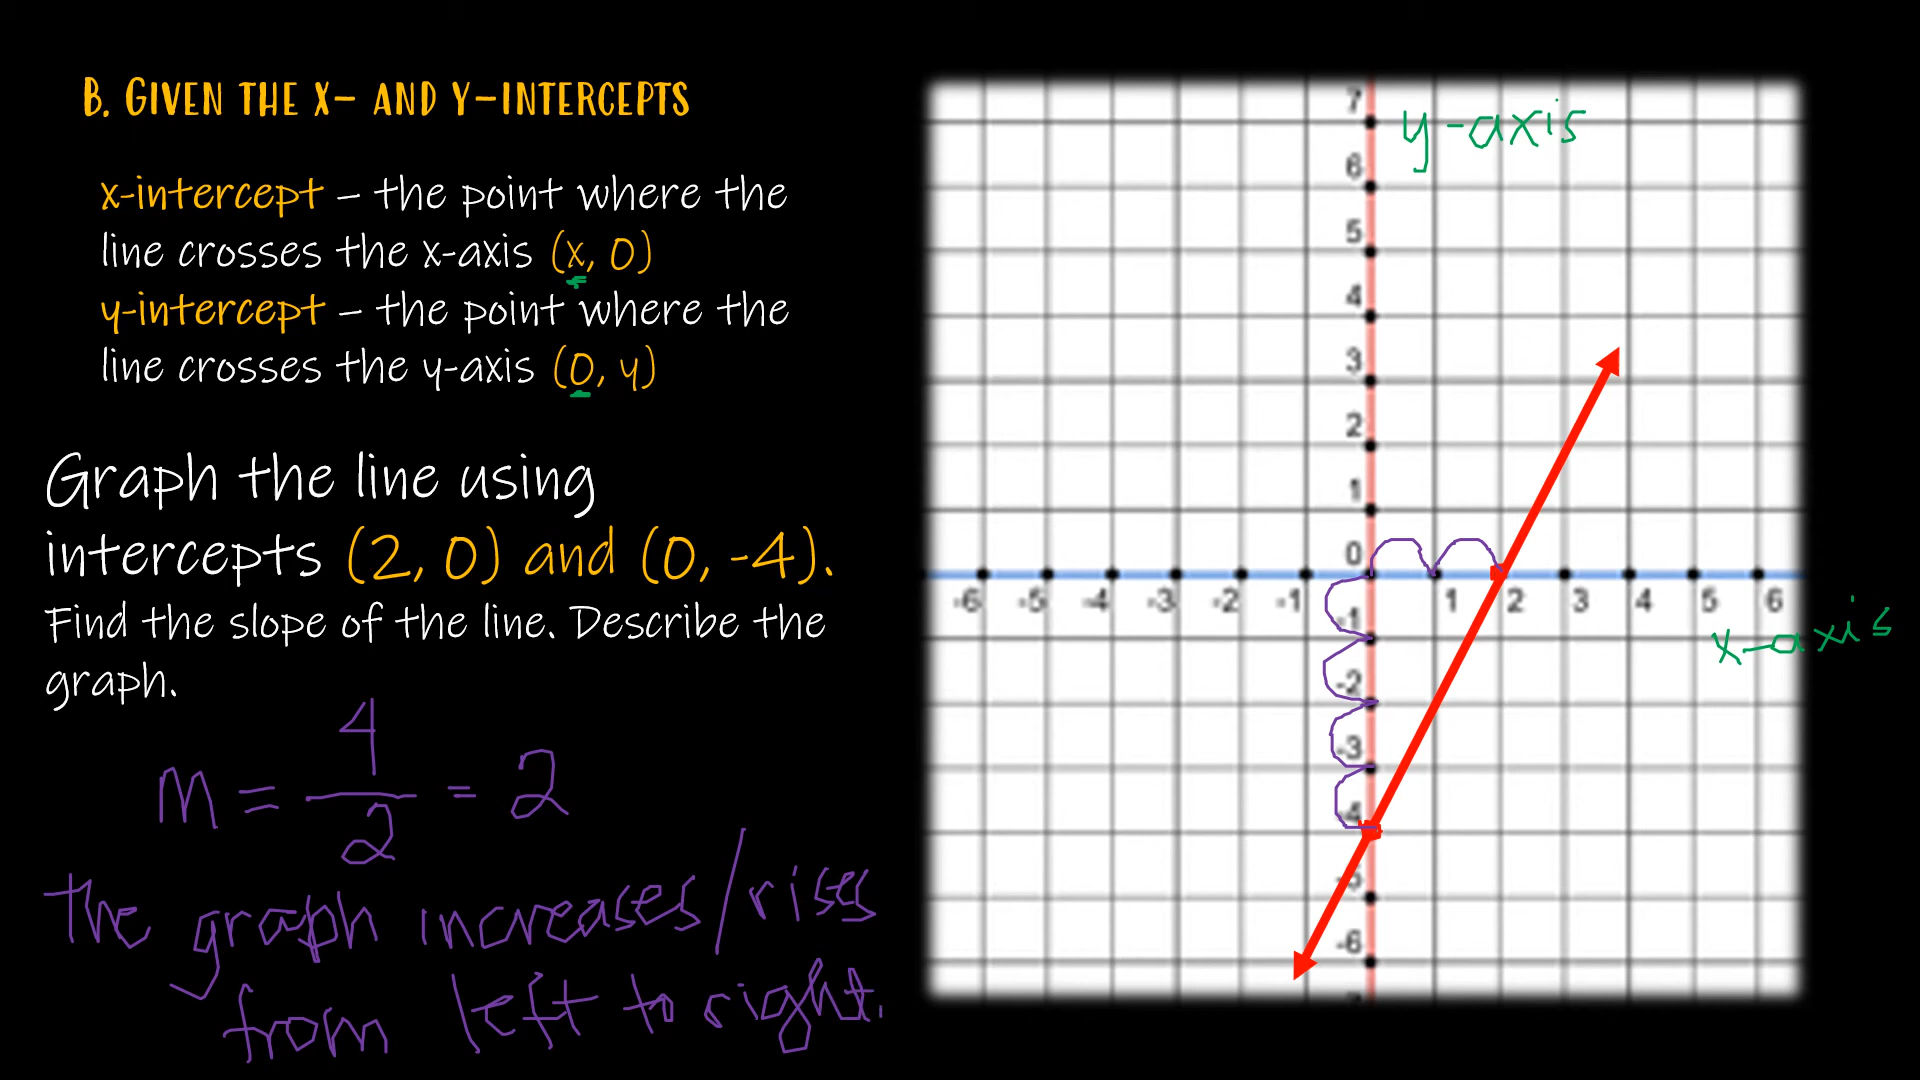 B. GIVEN THE X- AND Y-INTERCEPTS
x-intercept – the point where the
line crosses the x-axis (x, 0)
y-intercept – the point where the
line crosses the y-axis (0, y)
Graph the line using
intercepts (2, 0) and (0, -4).
Find the slope of the line. Describe the
graph.
m = 4/2 = 2
the graph increases/rises
from left to right.
y-axis
7
6
5
4
3
2
1
0
-6 -5 -4 -3 -2 -1 1 2 3 4 5 6
x-axis
-1
-2
-3
-4
-5
-6